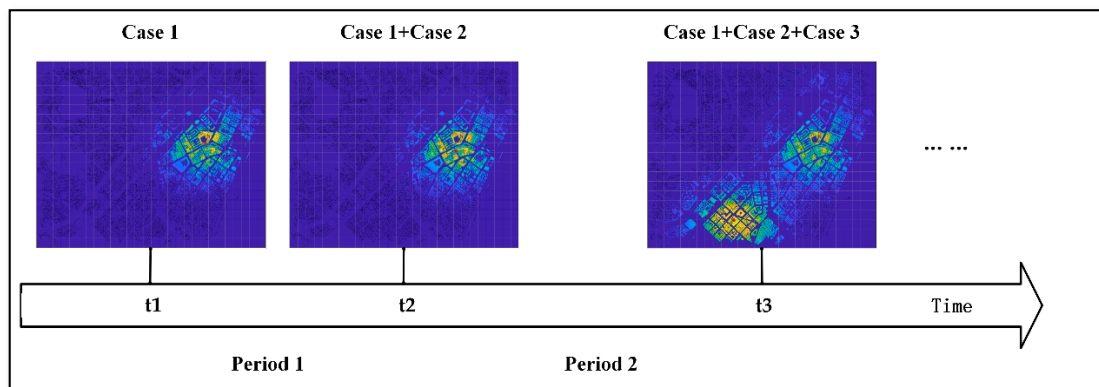 Case 1
Case 1+Case 2
Case 1+Case 2+Case 3
... ...
t1
t2
t3
Time
Period 1
Period 2